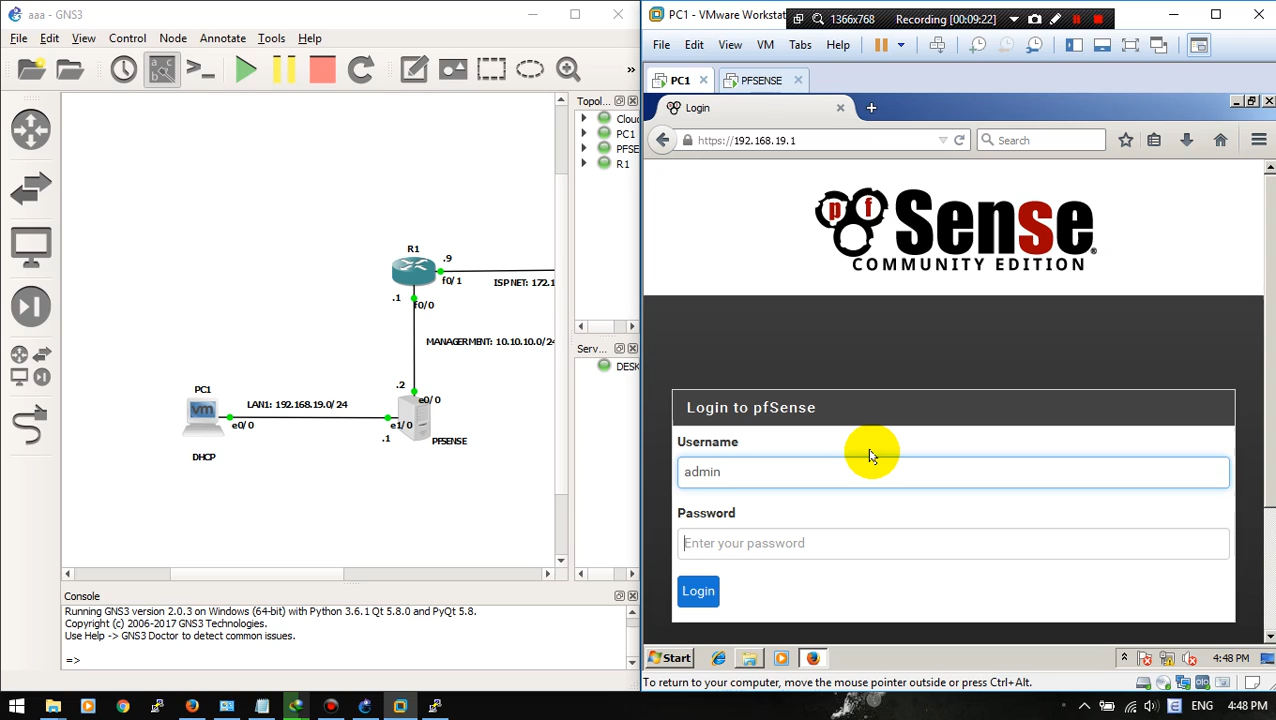 aaa - GNS3
File Edit View Control Node Annotate Tools Help
»
Topol...
Cloud
PC1
PFSE
R1
Serv...
DESK
R1
.9
f0/1
ISP NET: 172.1
.1
f0/0
MANAGERMENT: 10.10.10.0/24
.2
e0/0
PC1
vm
LAN1: 192.168.19.0/24
e0/0
e1/0
.1
PFSENSE
DHCP
Console
Running GNS3 version 2.0.3 on Windows (64-bit) with Python 3.6.1 Qt 5.8.0 and PyQt 5.8.
Copyright (c) 2006-2017 GNS3 Technologies.
Use Help -> GNS3 Doctor to detect common issues.
=>
PC1 - VMware Workstat
1366x768
Recording [00:09:22]
File Edit View VM Tabs Help
PC1
PFSENSE
Login
https://192.168.19.1
Search
pf Sense
COMMUNITY EDITION
Login to pfSense
Username
admin
Password
Enter your password
Login
Start
4:48 PM
To return to your computer, move the mouse pointer outside or press Ctrl+Alt.
ENG
4:48 PM